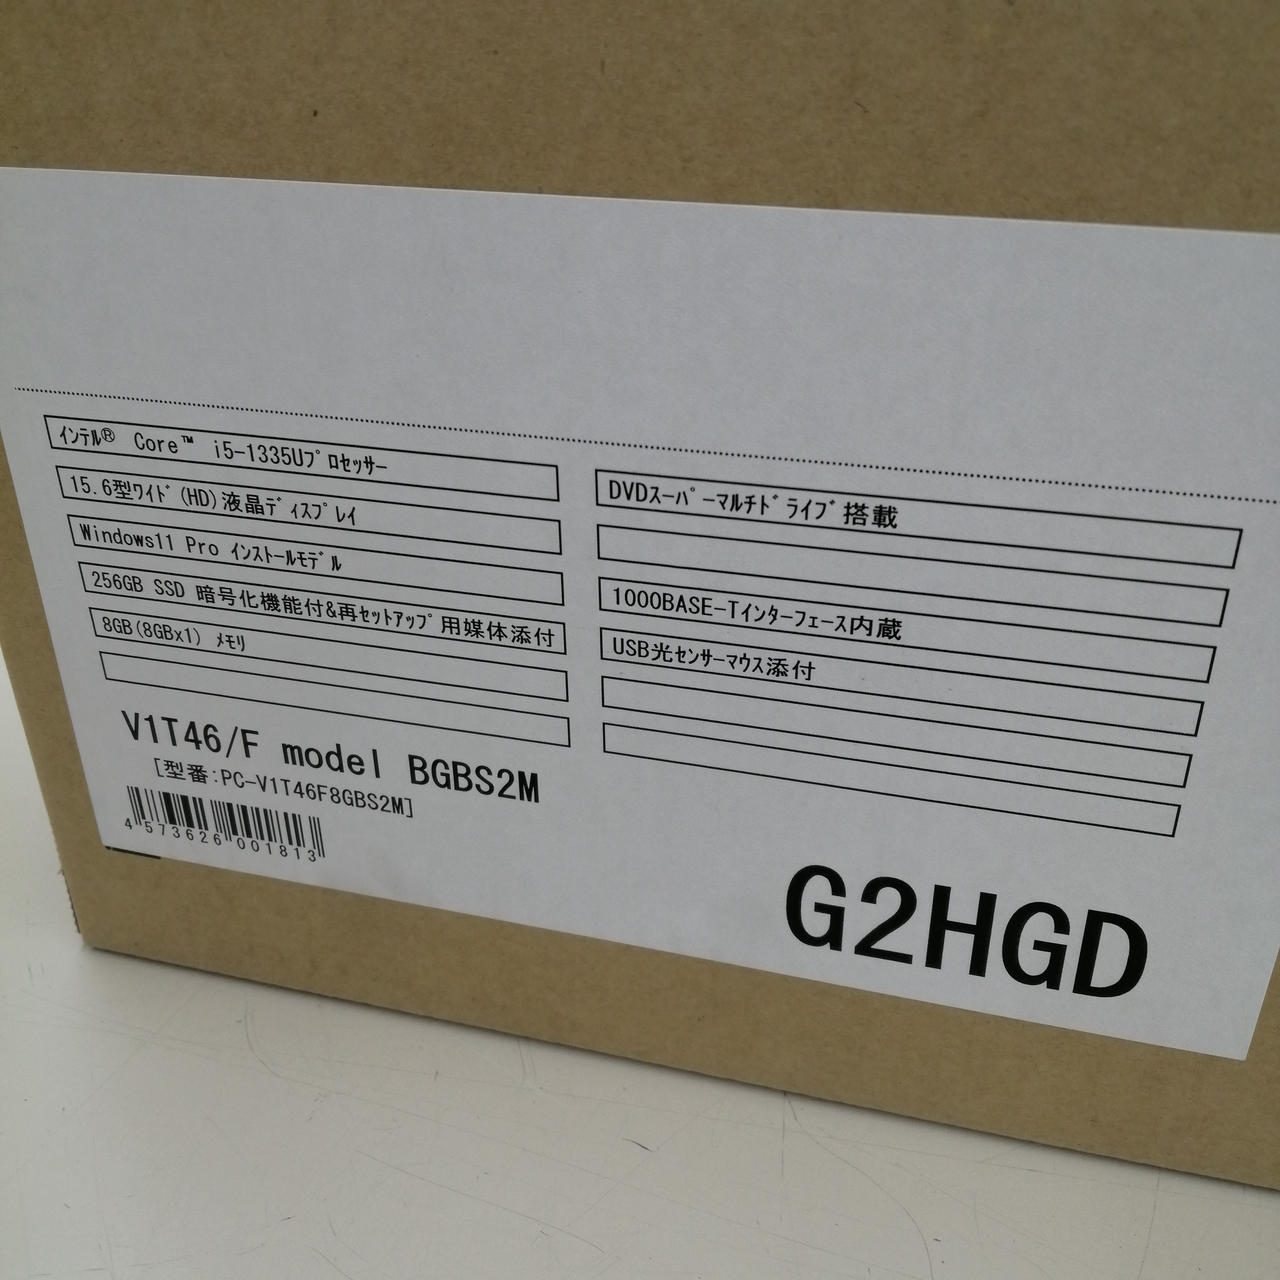 ｲﾝﾃﾙ® Core™ i5-1335Uﾌﾟﾛｾｯｻｰ
15.6型ﾜｲﾄﾞ(HD)液晶ﾃﾞｨｽﾌﾟﾚｲ
Windows11 Pro ｲﾝｽﾄｰﾙﾓﾃﾞﾙ
256GB SSD 暗号化機能付&再ｾｯﾄｱｯﾌﾟ用媒体添付
8GB(8GBx1) ﾒﾓﾘ
DVDｽｰﾊﾟｰﾏﾙﾁﾄﾞﾗｲﾌﾞ搭載
1000BASE-Tｲﾝﾀｰﾌｪｰｽ内蔵
USB光ｾﾝｻｰﾏｳｽ添付
V1T46/F model BGBS2M
[型番:PC-V1T46F8GBS2M]
4573626001813
G2HGD